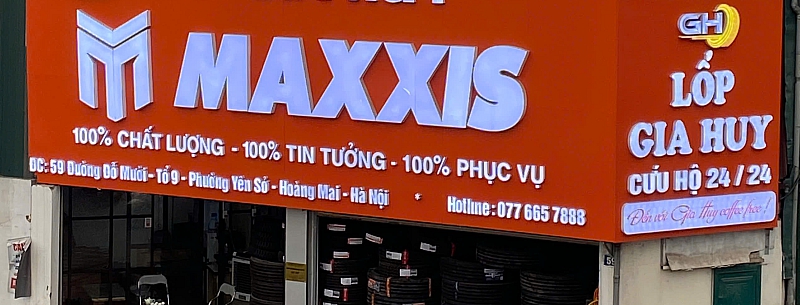 MAXXIS
100% CHẤT LƯỢNG - 100% TIN TƯỞNG - 100% PHỤC VỤ
ĐC: 59 Đường Đỗ Mười - Tổ 9 - Phường Yên Sở - Hoàng Mai - Hà Nội * Hotline: 077 665 7888
GH
LỐP
GIA HUY
CỨU HỘ 24 / 24
Đến với Gia Huy coffee free !
59